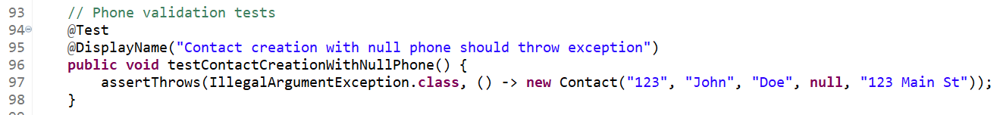 93 // Phone validation tests
94 @Test
95 @DisplayName("Contact creation with null phone should throw exception")
96 public void testContactCreationWithNullPhone() {
97 assertThrows(IllegalArgumentException.class, () -> new Contact("123", "John", "Doe", null, "123 Main St"));
98 }